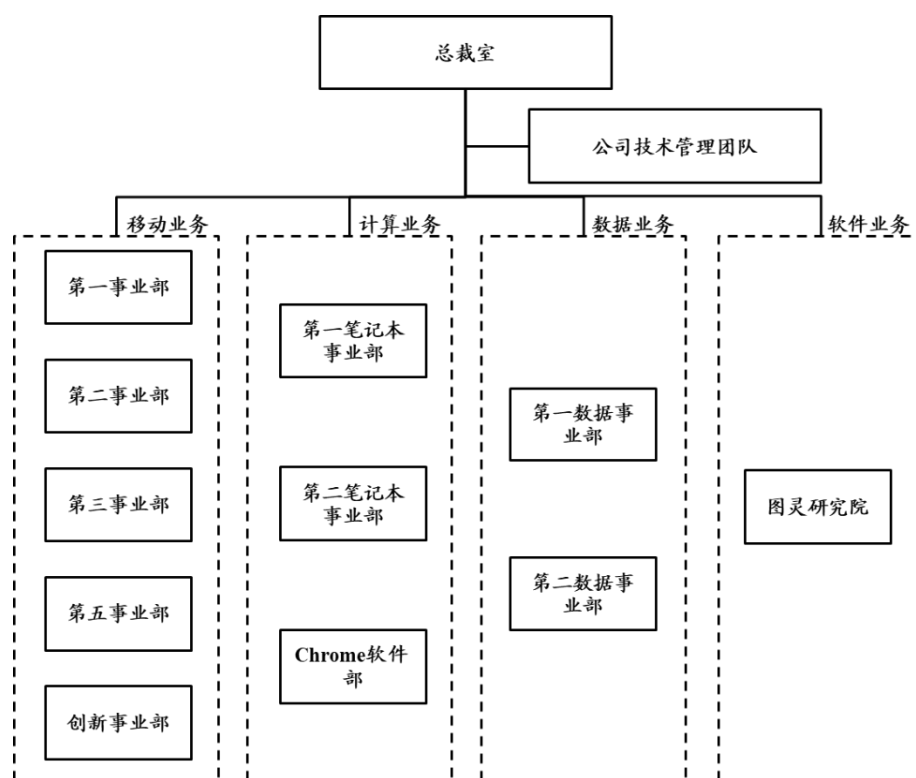 总裁室
公司技术管理团队
移动业务
计算业务
数据业务
软件业务
第一事业部
第二事业部
第三事业部
第五事业部
创新事业部
第一笔记本
事业部
第二笔记本
事业部
Chrome软件
部
第一数据事
业部
第二数据事
业部
图灵研究院